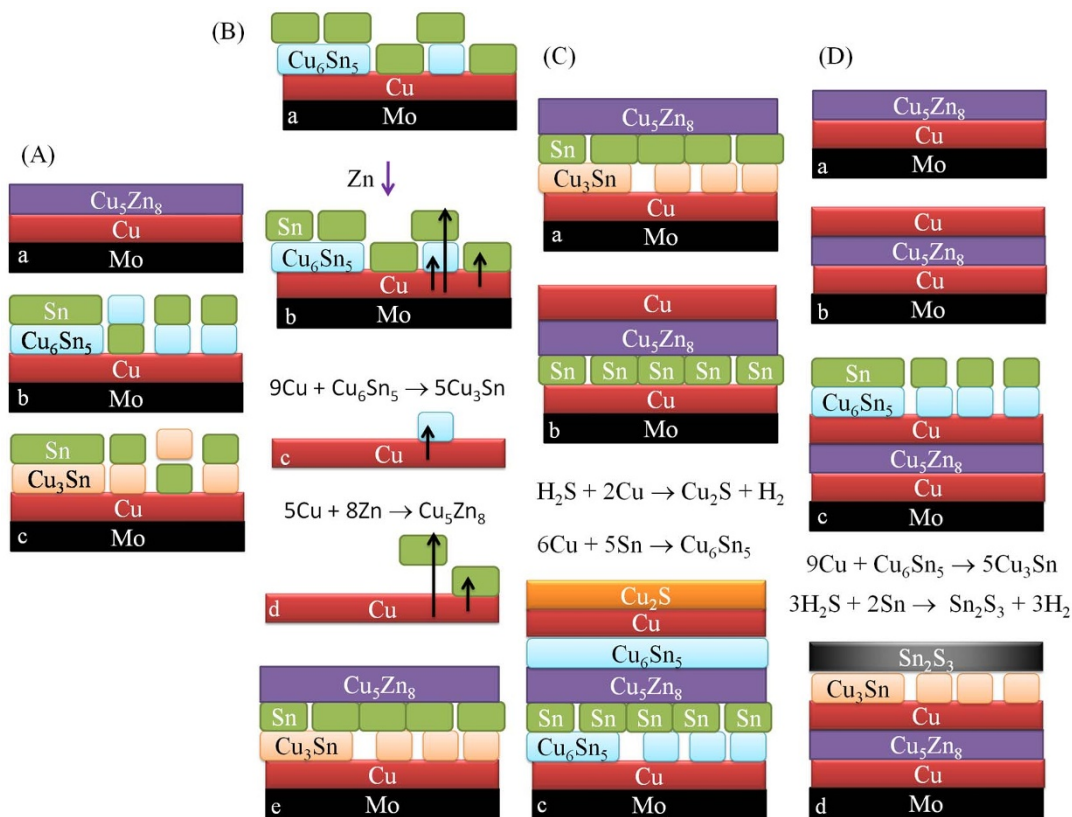 (A)
Cu₅Zn₈
Cu
a Mo
Sn
Cu₆Sn₅
Cu
b Mo
Sn
Cu₃Sn
Cu
c Mo
(B)
Cu₆Sn₅
Cu
a Mo
Zn
Sn
Cu₆Sn₅
Cu
b Mo
9Cu + Cu₆Sn₅ → 5Cu₃Sn
c Cu
5Cu + 8Zn → Cu₅Zn₈
d Cu
Cu₅Zn₈
Sn
Cu₃Sn
Cu
e Mo
(C)
Cu₅Zn₈
Sn
Cu₃Sn
Cu
a Mo
Cu
Cu₅Zn₈
Sn Sn Sn Sn Sn
Cu
b Mo
H₂S + 2Cu → Cu₂S + H₂
6Cu + 5Sn → Cu₆Sn₅
Cu₂S
Cu
Cu₆Sn₅
Cu₅Zn₈
Sn Sn Sn Sn Sn
Cu₆Sn₅
Cu
c Mo
(D)
Cu₅Zn₈
Cu
a Mo
Cu
Cu₅Zn₈
Cu
b Mo
Sn
Cu₆Sn₅
Cu
Cu₅Zn₈
Cu
c Mo
9Cu + Cu₆Sn₅ → 5Cu₃Sn
3H₂S + 2Sn → Sn₂S₃ + 3H₂
Sn₂S₃
Cu₃Sn
Cu
Cu₅Zn₈
Cu
d Mo